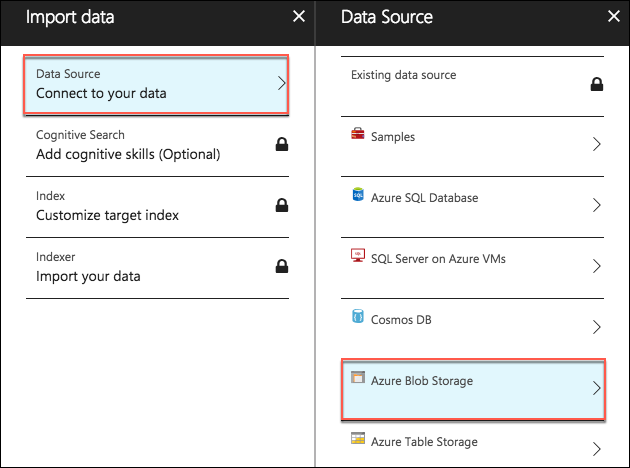 Import data
Data Source
Connect to your data
Cognitive Search
Add cognitive skills (Optional)
Index
Customize target index
Indexer
Import your data
Data Source
Existing data source
Samples
SQL
Azure SQL Database
SQL
SQL Server on Azure VMs
Cosmos DB
Azure Blob Storage
Azure Table Storage